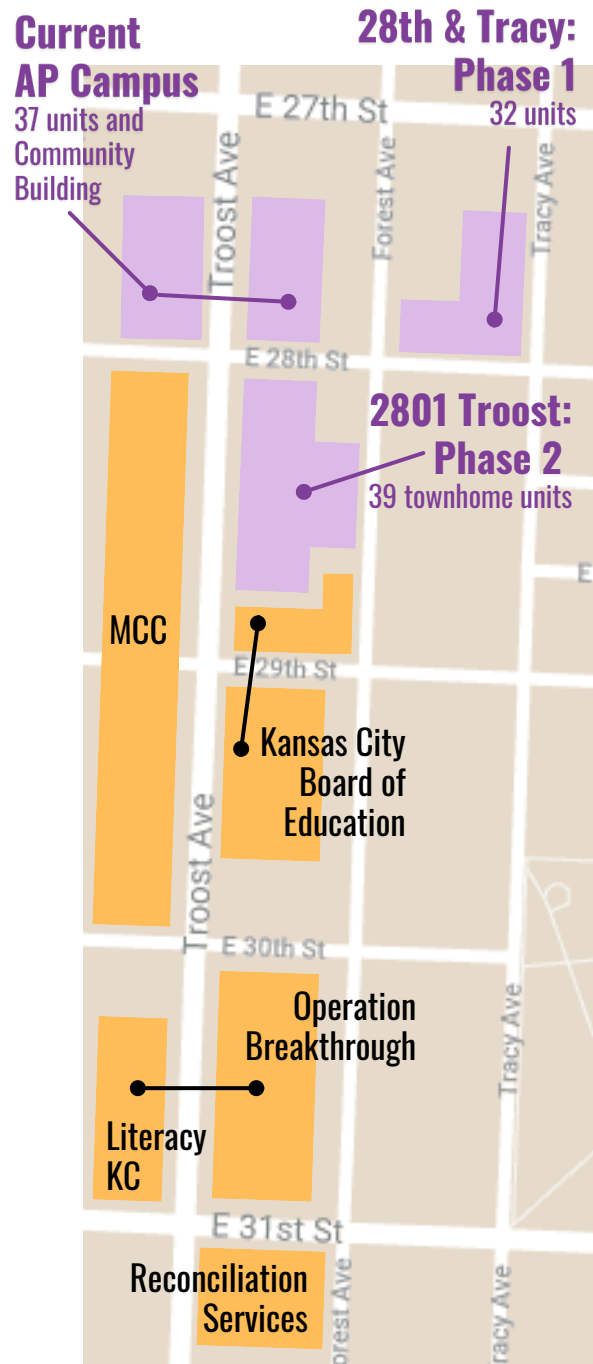 Current
AP Campus
37 units and
Community
Building
28th & Tracy:
Phase 1
32 units
E 27th St
Troost Ave
Forest Ave
Tracy Ave
E 28th St
2801 Troost:
Phase 2
39 townhome units
E
MCC
E 29th St
Kansas City
Board of
Education
Troost Ave
E 30th St
Operation
Breakthrough
Tracy Ave
Literacy
KC
E 31st St
Reconciliation
Services
orest Ave
racy Ave